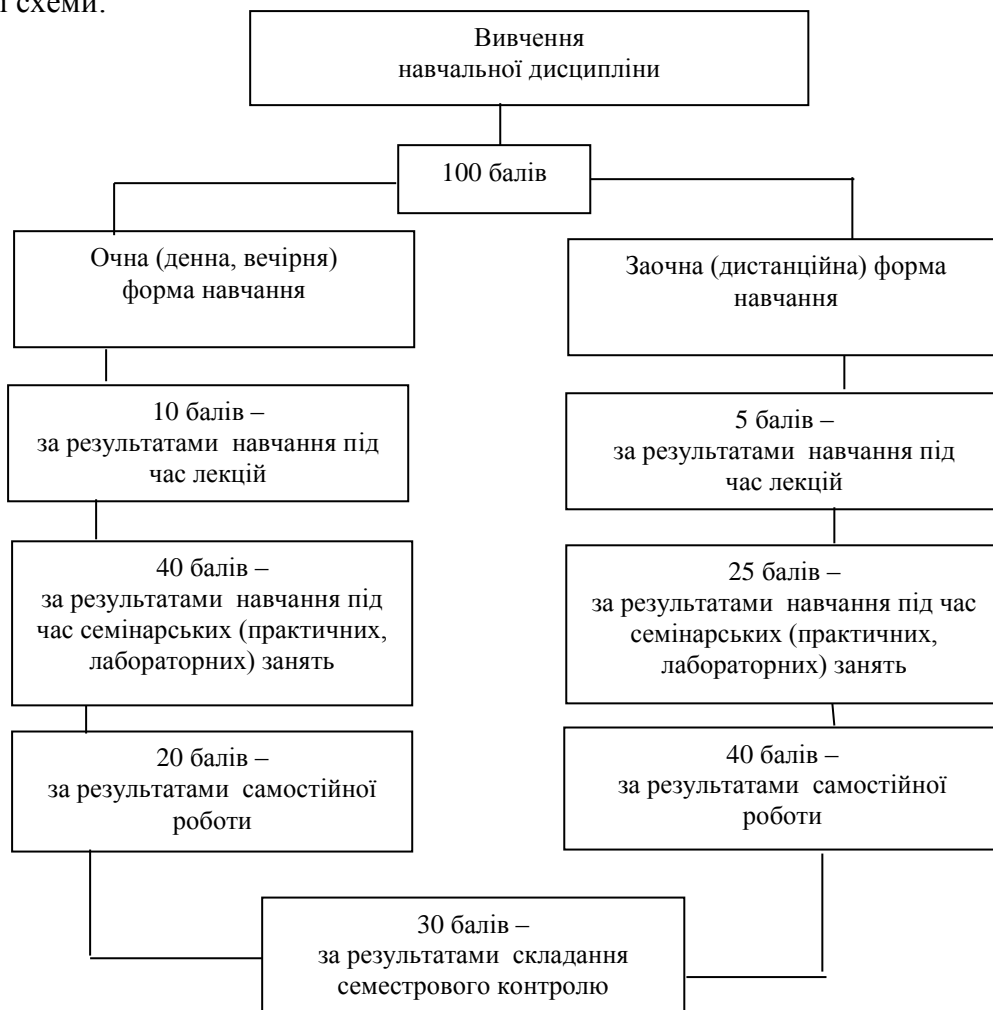 і схеми:
Вивчення
навчальної дисципліни
100 балів
Очна (денна, вечірня)
форма навчання
10 балів –
за результатами навчання під
час лекцій
40 балів –
за результатами навчання під
час семінарських (практичних,
лабораторних) занять
20 балів –
за результатами самостійної
роботи
Заочна (дистанційна) форма
навчання
5 балів –
за результатами навчання під
час лекцій
25 балів –
за результатами навчання під час
семінарських (практичних,
лабораторних) занять
40 балів –
за результатами самостійної
роботи
30 балів –
за результатами складання
семестрового контролю